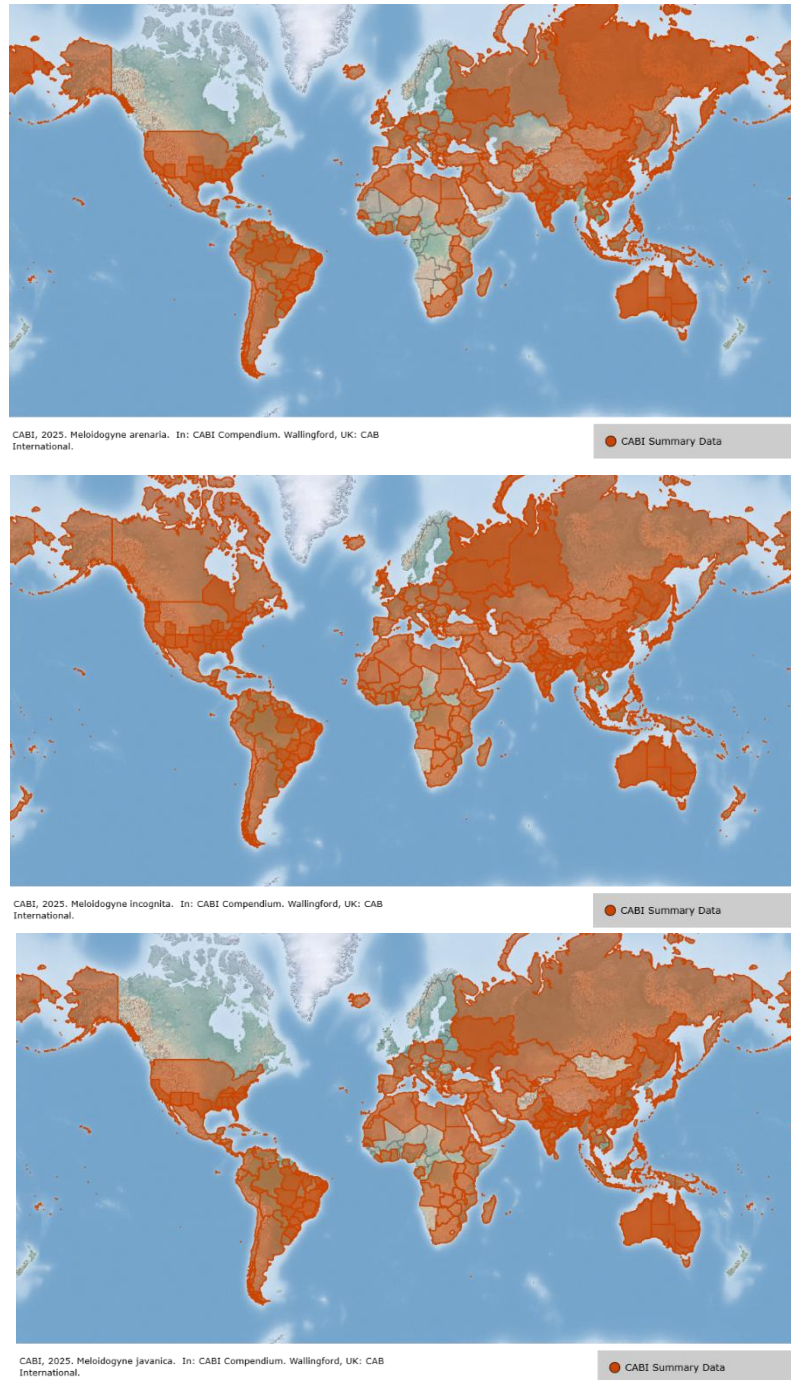 CABI, 2025. Meloidogyne arenaria. In: CABI Compendium. Wallingford, UK: CAB
International.
CABI Summary Data
CABI, 2025. Meloidogyne incognita. In: CABI Compendium. Wallingford, UK: CAB
International.
CABI Summary Data
CABI, 2025. Meloidogyne javanica. In: CABI Compendium. Wallingford, UK: CAB
International.
CABI Summary Data